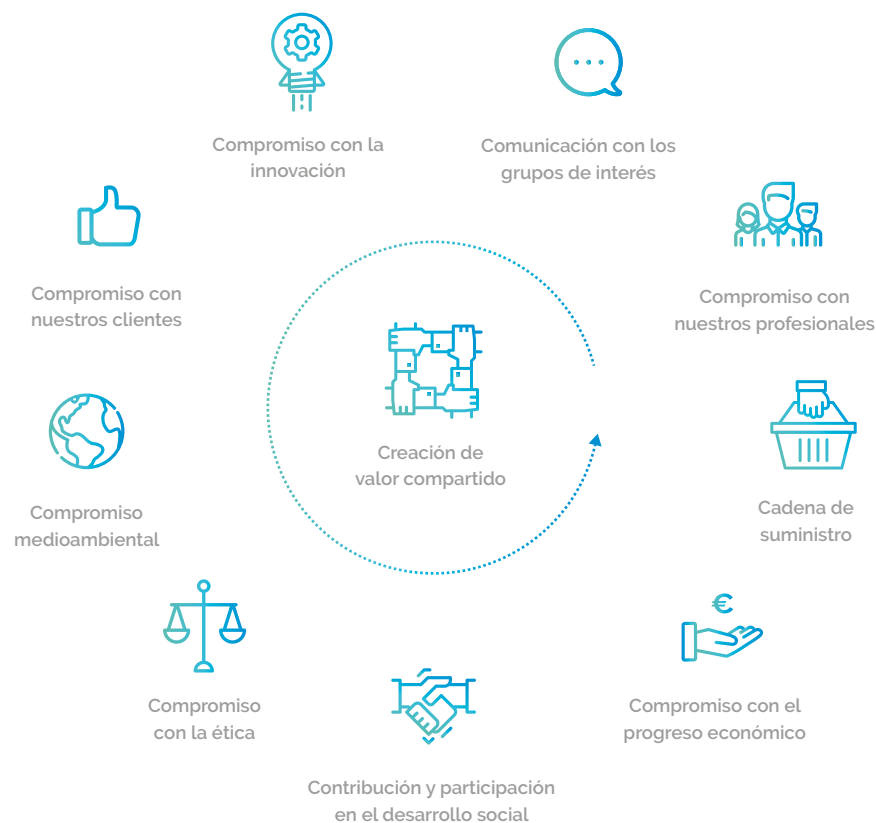 Compromiso con la
innovación
Comunicación con los
grupos de interés
Compromiso con
nuestros clientes
Compromiso con
nuestros profesionales
Creación de
valor compartido
Compromiso
medioambiental
Cadena de
suministro
Compromiso
con la ética
Compromiso con el
progreso económico
Contribución y participación
en el desarrollo social
€